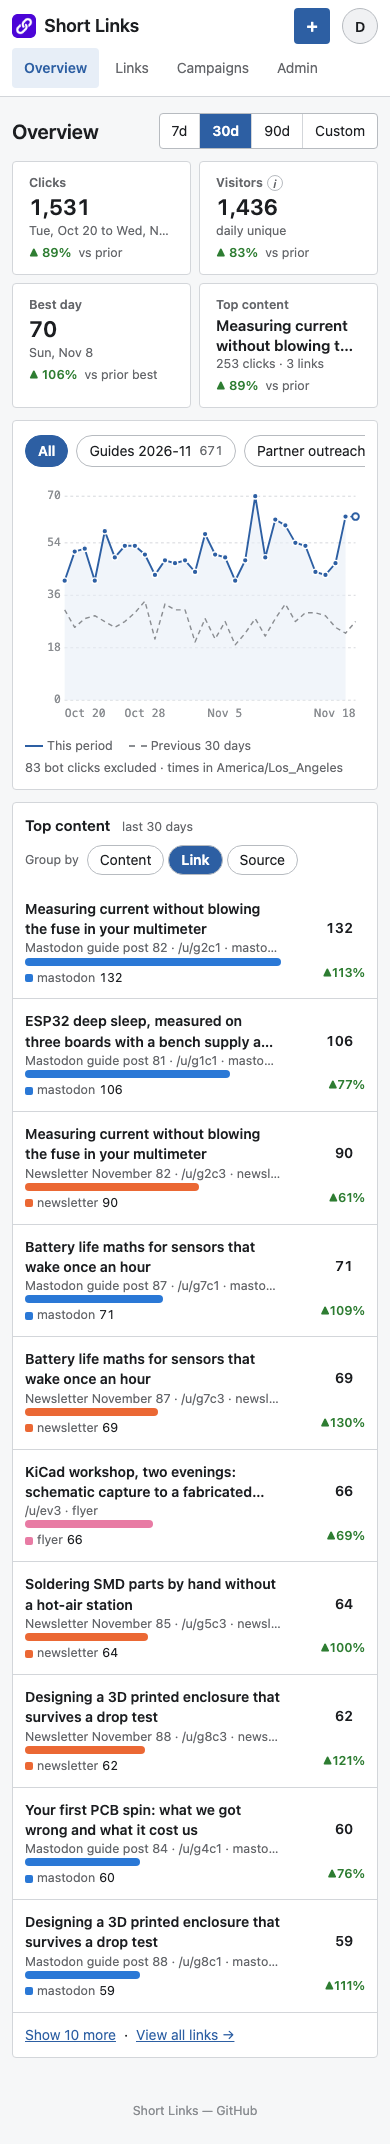 Short Links
+
D
Overview
Links
Campaigns
Admin
Overview
7d
30d
90d
Custom
Clicks
1,531
Tue, Oct 20 to Wed, N...
▲ 89% vs prior
Visitors i
1,436
daily unique
▲ 83% vs prior
Best day
70
Sun, Nov 8
▲ 106% vs prior best
Top content
Measuring current
without blowing t...
253 clicks · 3 links
▲ 89% vs prior
All
Guides 2026-11 671
Partner outreach
70
54
36
18
0
Oct 20
Oct 28
Nov 5
Nov 18
This period
Previous 30 days
83 bot clicks excluded · times in America/Los_Angeles
Top content last 30 days
Group by
Content
Link
Source
Measuring current without blowing
the fuse in your multimeter
132
Mastodon guide post 82 · /u/g2c1 · masto...
▲113%
mastodon 132
ESP32 deep sleep, measured on
three boards with a bench supply a...
106
Mastodon guide post 81 · /u/g1c1 · masto...
▲77%
mastodon 106
Measuring current without blowing
the fuse in your multimeter
90
Newsletter November 82 · /u/g2c3 · newsl...
▲61%
newsletter 90
Battery life maths for sensors that
wake once an hour
71
Mastodon guide post 87 · /u/g7c1 · masto...
▲109%
mastodon 71
Battery life maths for sensors that
wake once an hour
69
Newsletter November 87 · /u/g7c3 · newsl...
▲130%
newsletter 69
KiCad workshop, two evenings:
schematic capture to a fabricated...
66
/u/ev3 · flyer
▲69%
flyer 66
Soldering SMD parts by hand without
a hot-air station
64
Newsletter November 85 · /u/g5c3 · newsl...
▲100%
newsletter 64
Designing a 3D printed enclosure that
survives a drop test
62
Newsletter November 88 · /u/g8c3 · news...
▲121%
newsletter 62
Your first PCB spin: what we got
wrong and what it cost us
60
Mastodon guide post 84 · /u/g4c1 · masto...
▲76%
mastodon 60
Designing a 3D printed enclosure that
survives a drop test
59
Mastodon guide post 88 · /u/g8c1 · masto...
▲111%
mastodon 59
Show 10 more · View all links →
Short Links — GitHub